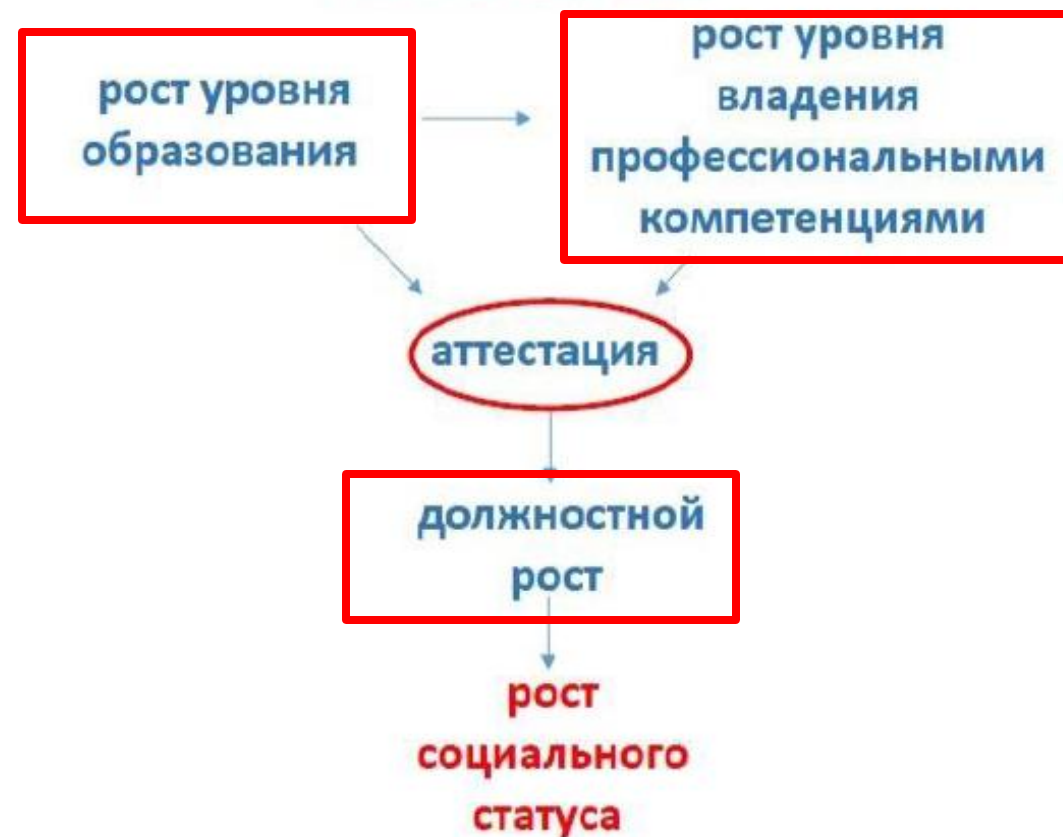 рост уровня
образования
рост уровня
владения
профессиональными
компетенциями
аттестация
должностной
рост
рост
социального
статуса